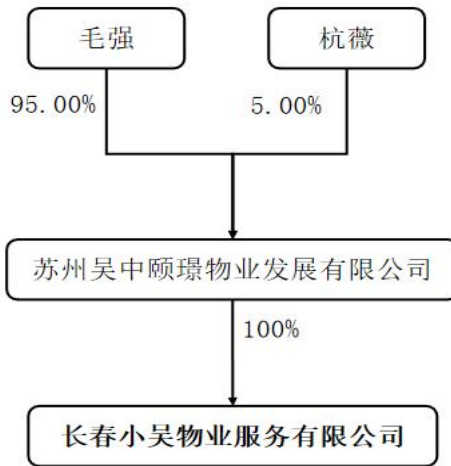 毛强
杭薇
95.00%
5.00%
苏州吴中颐璟物业发展有限公司
100%
长春小吴物业服务有限公司